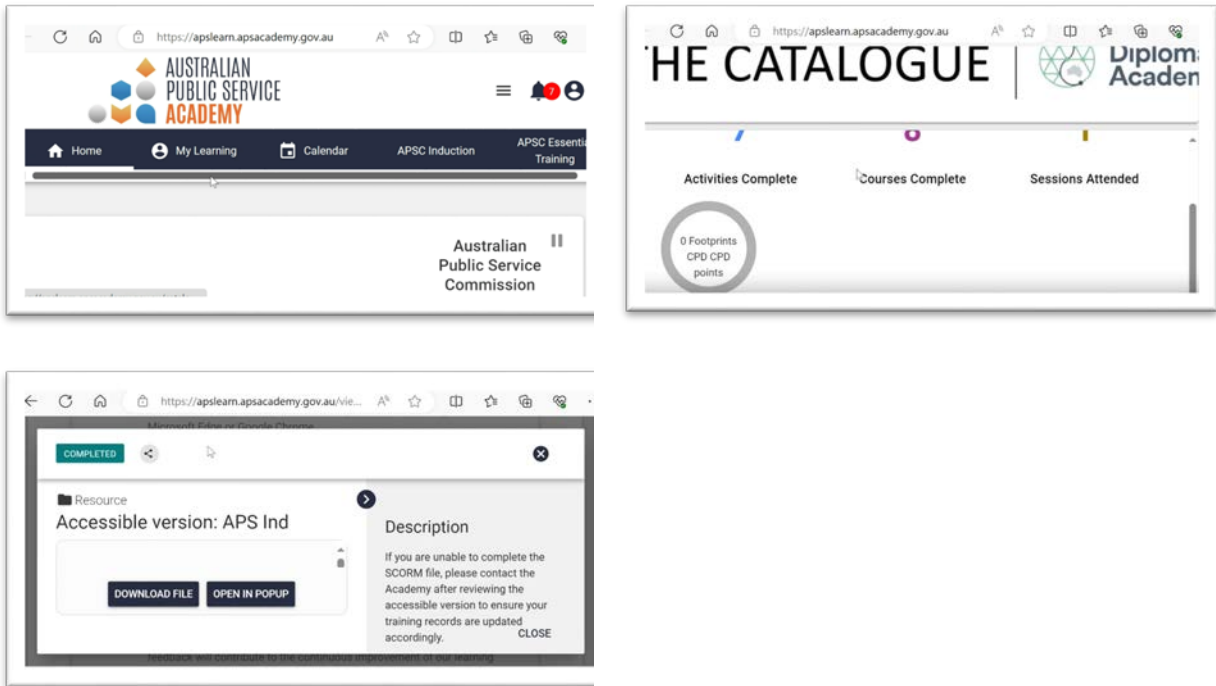 https://apslearn.apsacademy.gov.au
AUSTRALIAN
PUBLIC SERVICE
ACADEMY
7
Home
My Learning
Calendar
APSC Induction
APSC Essentia
Training
Australian
Public Service
Commission
https://apslearn.apsacademy.gov.au
HE CATALOGUE
Diplom
Academ
Activities Complete
Courses Complete
Sessions Attended
0 Footprints
CPD CPD
points
https://apslearn.apsacademy.gov.au/vie...
Microsoft Edge or Google Chrome
COMPLETED
Resource
Accessible version: APS Ind
DOWNLOAD FILE
OPEN IN POPUP
Description
If you are unable to complete the
SCORM file, please contact the
Academy after reviewing the
accessible version to ensure your
training records are updated
accordingly.
CLOSE
feedback will contribute to the continuous improvement of our learning